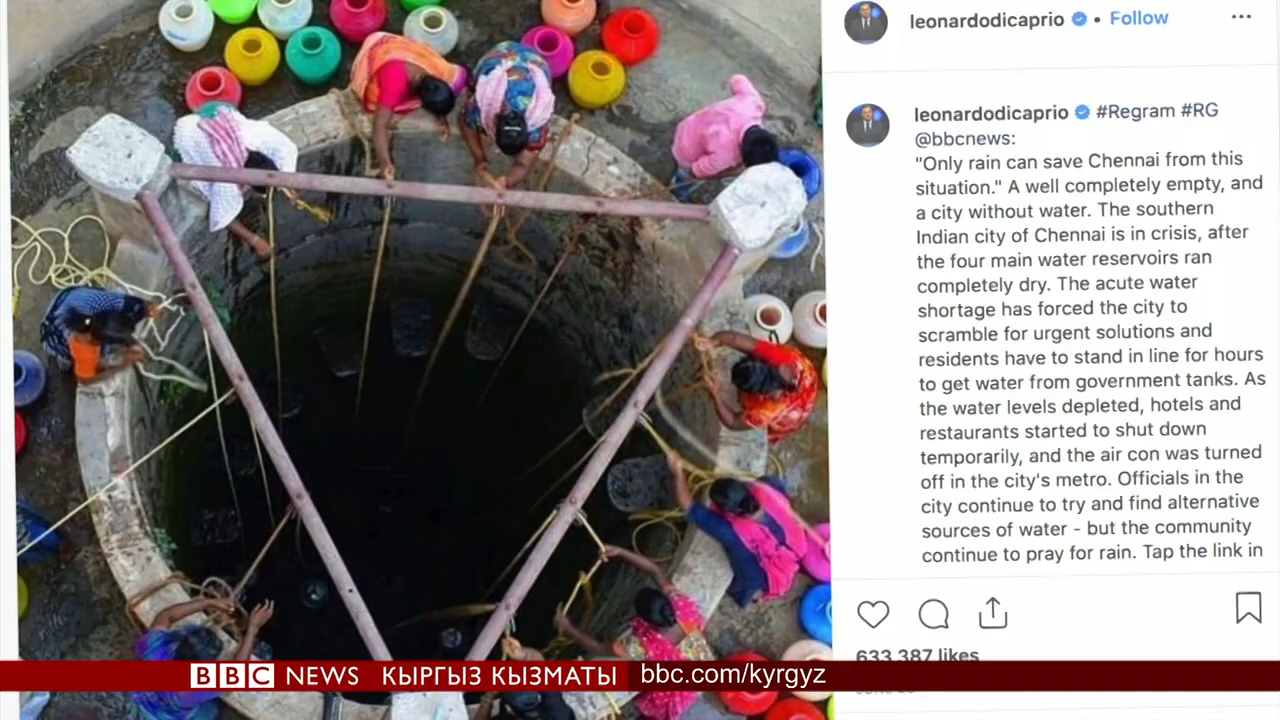 leonardodicaprio • Follow
leonardodicaprio #Regram #RG
@bbcnews:
"Only rain can save Chennai from this
situation." A well completely empty, and
a city without water. The southern
Indian city of Chennai is in crisis, after
the four main water reservoirs ran
completely dry. The acute water
shortage has forced the city to
scramble for urgent solutions and
residents have to stand in line for hours
to get water from government tanks. As
the water levels depleted, hotels and
restaurants started to shut down
temporarily, and the air con was turned
off in the city's metro. Officials in the
city continue to try and find alternative
sources of water - but the community
continue to pray for rain. Tap the link in
633,387 likes
BBC NEWS КЫРГЫЗ КЫЗМАТЫ bbc.com/kyrgyz